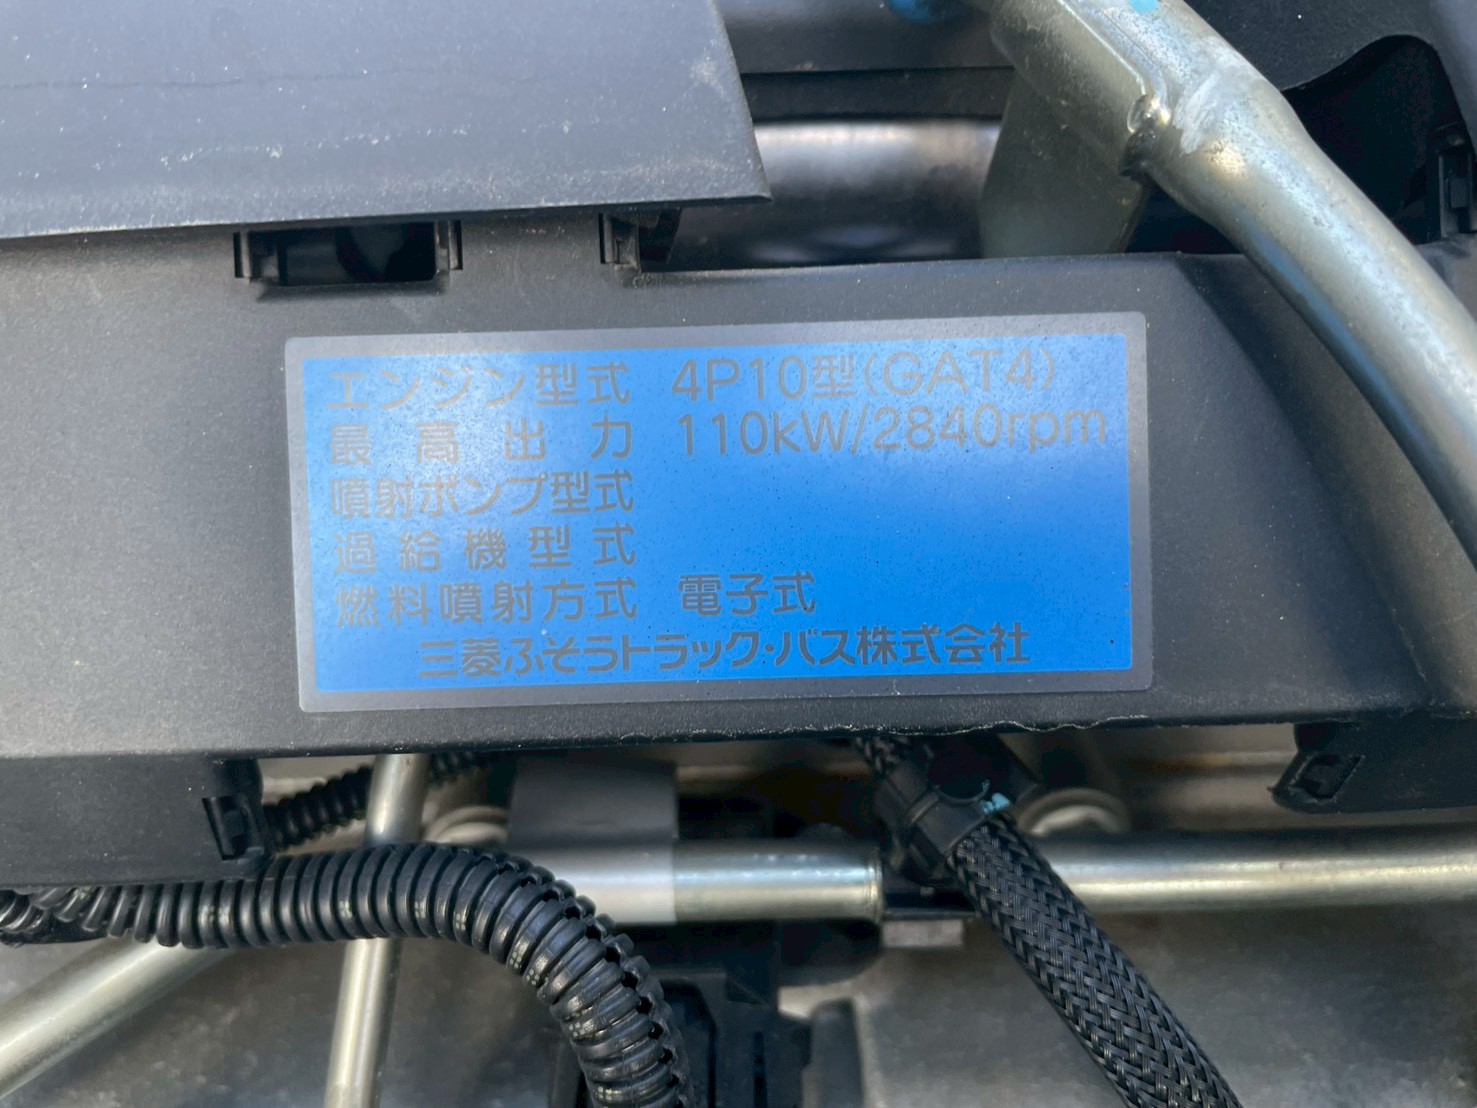 エンジン型式 4P10型(GAT4)
最高出力 110kW/2840rpm
噴射ポンプ型式
過給機型式
燃料噴射方式 電子式
三菱ふそうトラック・バス株式会社